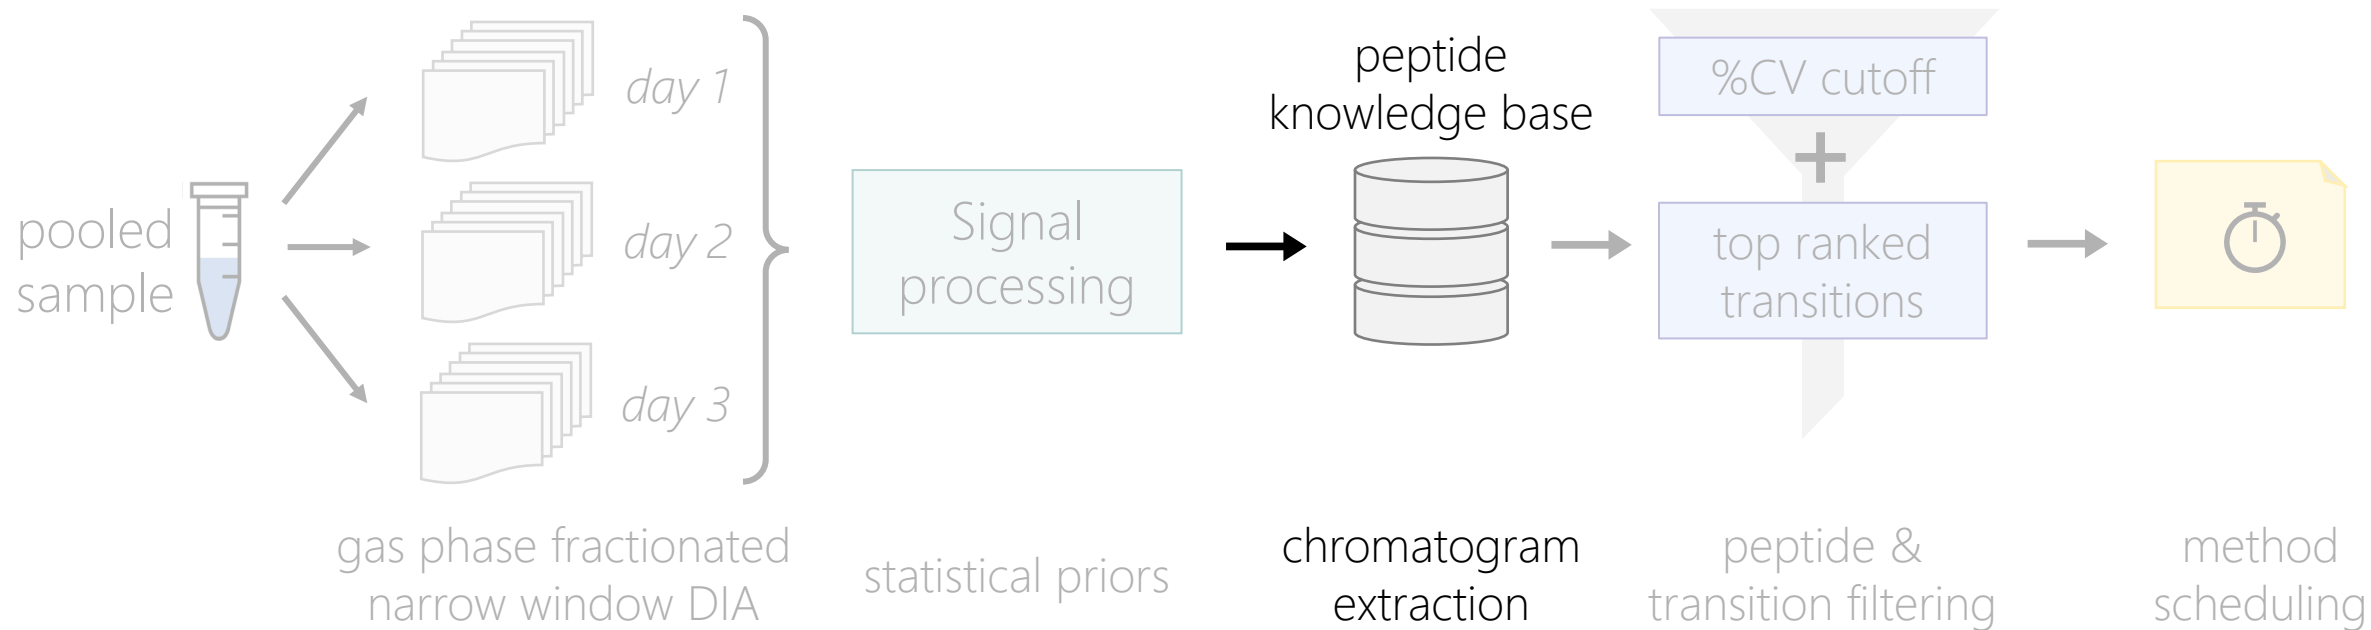 pooled
sample
day 1
day 2
day 3
gas phase fractionated
narrow window DIA
Signal
processing
statistical priors
peptide
knowledge base
chromatogram
extraction
%CV cutoff
+
top ranked
transitions
peptide &
transition filtering
method
scheduling